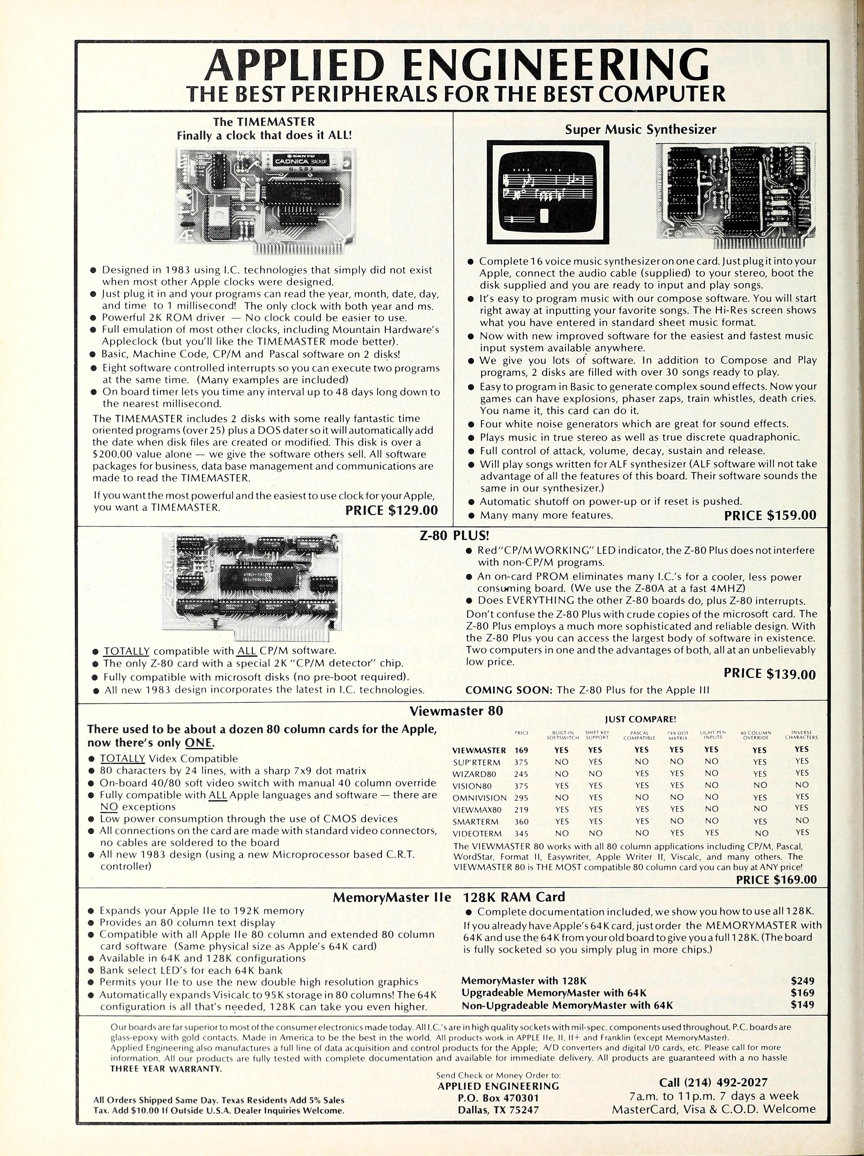 APPLIED ENGINEERING
THE BEST PERIPHERALS FOR THE BEST COMPUTER
The TIMEMASTER
Finally a clock that does it ALL!
SANYO
CADNICA BACKUP
● Designed in 1983 using I.C. technologies that simply did not exist
when most other Apple clocks were designed.
● Just plug it in and your programs can read the year, month, date, day,
and time to 1 millisecond! The only clock with both year and ms.
● Powerful 2K ROM driver — No clock could be easier to use.
● Full emulation of most other clocks, including Mountain Hardware's
Appleclock (but you'll like the TIMEMASTER mode better).
● Basic, Machine Code, CP/M and Pascal software on 2 disks!
● Eight software controlled interrupts so you can execute two programs
at the same time. (Many examples are included)
● On board timer lets you time any interval up to 48 days long down to
the nearest millisecond.
The TIMEMASTER includes 2 disks with some really fantastic time
oriented programs (over 25) plus a DOS dater so it will automatically add
the date when disk files are created or modified. This disk is over a
$200.00 value alone — we give the software others sell. All software
packages for business, data base management and communications are
made to read the TIMEMASTER.
If you want the most powerful and the easiest to use clock for your Apple,
you want a TIMEMASTER. PRICE $129.00
Super Music Synthesizer
● Complete 16 voice music synthesizer on one card. Just plug it into your
Apple, connect the audio cable (supplied) to your stereo, boot the
disk supplied and you are ready to input and play songs.
● It's easy to program music with our compose software. You will start
right away at inputting your favorite songs. The Hi-Res screen shows
what you have entered in standard sheet music format.
● Now with new improved software for the easiest and fastest music
input system available anywhere.
● We give you lots of software. In addition to Compose and Play
programs, 2 disks are filled with over 30 songs ready to play.
● Easy to program in Basic to generate complex sound effects. Now your
games can have explosions, phaser zaps, train whistles, death cries.
You name it, this card can do it.
● Four white noise generators which are great for sound effects.
● Plays music in true stereo as well as true discrete quadraphonic.
● Full control of attack, volume, decay, sustain and release.
● Will play songs written for ALF synthesizer (ALF software will not take
advantage of all the features of this board. Their software sounds the
same in our synthesizer.)
● Automatic shutoff on power-up or if reset is pushed.
● Many many more features. PRICE $159.00
Z-80 PLUS!
● TOTALLY compatible with ALL CP/M software.
● The only Z-80 card with a special 2K "CP/M detector" chip.
● Fully compatible with microsoft disks (no pre-boot required).
● All new 1983 design incorporates the latest in I.C. technologies.
● Red "CP/M WORKING" LED indicator, the Z-80 Plus does not interfere
with non-CP/M programs.
● An on-card PROM eliminates many I.C.'s for a cooler, less power
consuming board. (We use the Z-80A at a fast 4MHZ)
● Does EVERYTHING the other Z-80 boards do, plus Z-80 interrupts.
Don't confuse the Z-80 Plus with crude copies of the microsoft card. The
Z-80 Plus employs a much more sophisticated and reliable design. With
the Z-80 Plus you can access the largest body of software in existence.
Two computers in one and the advantages of both, all at an unbelievably
low price.
PRICE $139.00
COMING SOON: The Z-80 Plus for the Apple III
Viewmaster 80
There used to be about a dozen 80 column cards for the Apple,
now there's only ONE.
● TOTALLY Videx Compatible
● 80 characters by 24 lines, with a sharp 7x9 dot matrix
● On-board 40/80 soft video switch with manual 40 column override
● Fully compatible with ALL Apple languages and software — there are
NO exceptions
● Low power consumption through the use of CMOS devices
● All connections on the card are made with standard video connectors,
no cables are soldered to the board
● All new 1983 design (using a new Microprocessor based C.R.T.
controller)
JUST COMPARE!
PRICE BUILT-IN SOFTSWITCH SHIFT KEY SUPPORT PASCAL COMPATIBLE 7X9 DOT MATRIX LIGHT PEN INPUTS 40 COLUMN OVERRIDE INVERSE CHARACTERS
VIEWMASTER 169 YES YES YES YES YES YES YES
SUP'RTERM 375 NO YES NO NO NO YES YES
WIZARD80 245 NO NO YES YES NO YES YES
VISION80 375 YES YES YES YES NO NO NO
OMNIVISION 295 NO YES NO NO NO YES YES
VIEWMAX80 219 YES YES YES YES NO NO YES
SMARTERM 360 YES YES YES NO NO YES NO
VIDEOTERM 345 NO NO NO YES YES NO YES
The VIEWMASTER 80 works with all 80 column applications including CP/M, Pascal,
WordStar, Format II, Easywriter, Apple Writer II, Viscalc, and many others. The
VIEWMASTER 80 is THE MOST compatible 80 column card you can buy at ANY price!
PRICE $169.00
MemoryMaster IIe 128K RAM Card
● Expands your Apple IIe to 192K memory
● Provides an 80 column text display
● Compatible with all Apple IIe 80 column and extended 80 column
card software (Same physical size as Apple's 64K card)
● Available in 64K and 128K configurations
● Bank select LED's for each 64K bank
● Permits your IIe to use the new double high resolution graphics
● Automatically expands Visicalc to 95K storage in 80 columns! The 64K
configuration is all that's needed, 128K can take you even higher.
● Complete documentation included, we show you how to use all 128K.
If you already have Apple's 64K card, just order the MEMORYMASTER with
64K and use the 64K from your old board to give you a full 128K. (The board
is fully socketed so you simply plug in more chips.)
MemoryMaster with 128K $249
Upgradeable MemoryMaster with 64K $169
Non-Upgradeable MemoryMaster with 64K $149
Our boards are far superior to most of the consumer electronics made today. All I.C.'s are in high quality sockets with mil-spec. components used throughout. P.C. boards are
glass-epoxy with gold contacts. Made in America to be the best in the world. All products work in APPLE IIe, II, II+ and Franklin (except MemoryMaster).
Applied Engineering also manufactures a full line of data acquisition and control products for the Apple; A/D converters and digital I/O cards, etc. Please call for more
information. All our products are fully tested with complete documentation and available for immediate delivery. All products are guaranteed with a no hassle
THREE YEAR WARRANTY.
All Orders Shipped Same Day. Texas Residents Add 5% Sales
Tax. Add $10.00 If Outside U.S.A. Dealer Inquiries Welcome.
Send Check or Money Order to:
APPLIED ENGINEERING
P.O. Box 470301
Dallas, TX 75247
Call (214) 492-2027
7a.m. to 11p.m. 7 days a week
MasterCard, Visa & C.O.D. Welcome